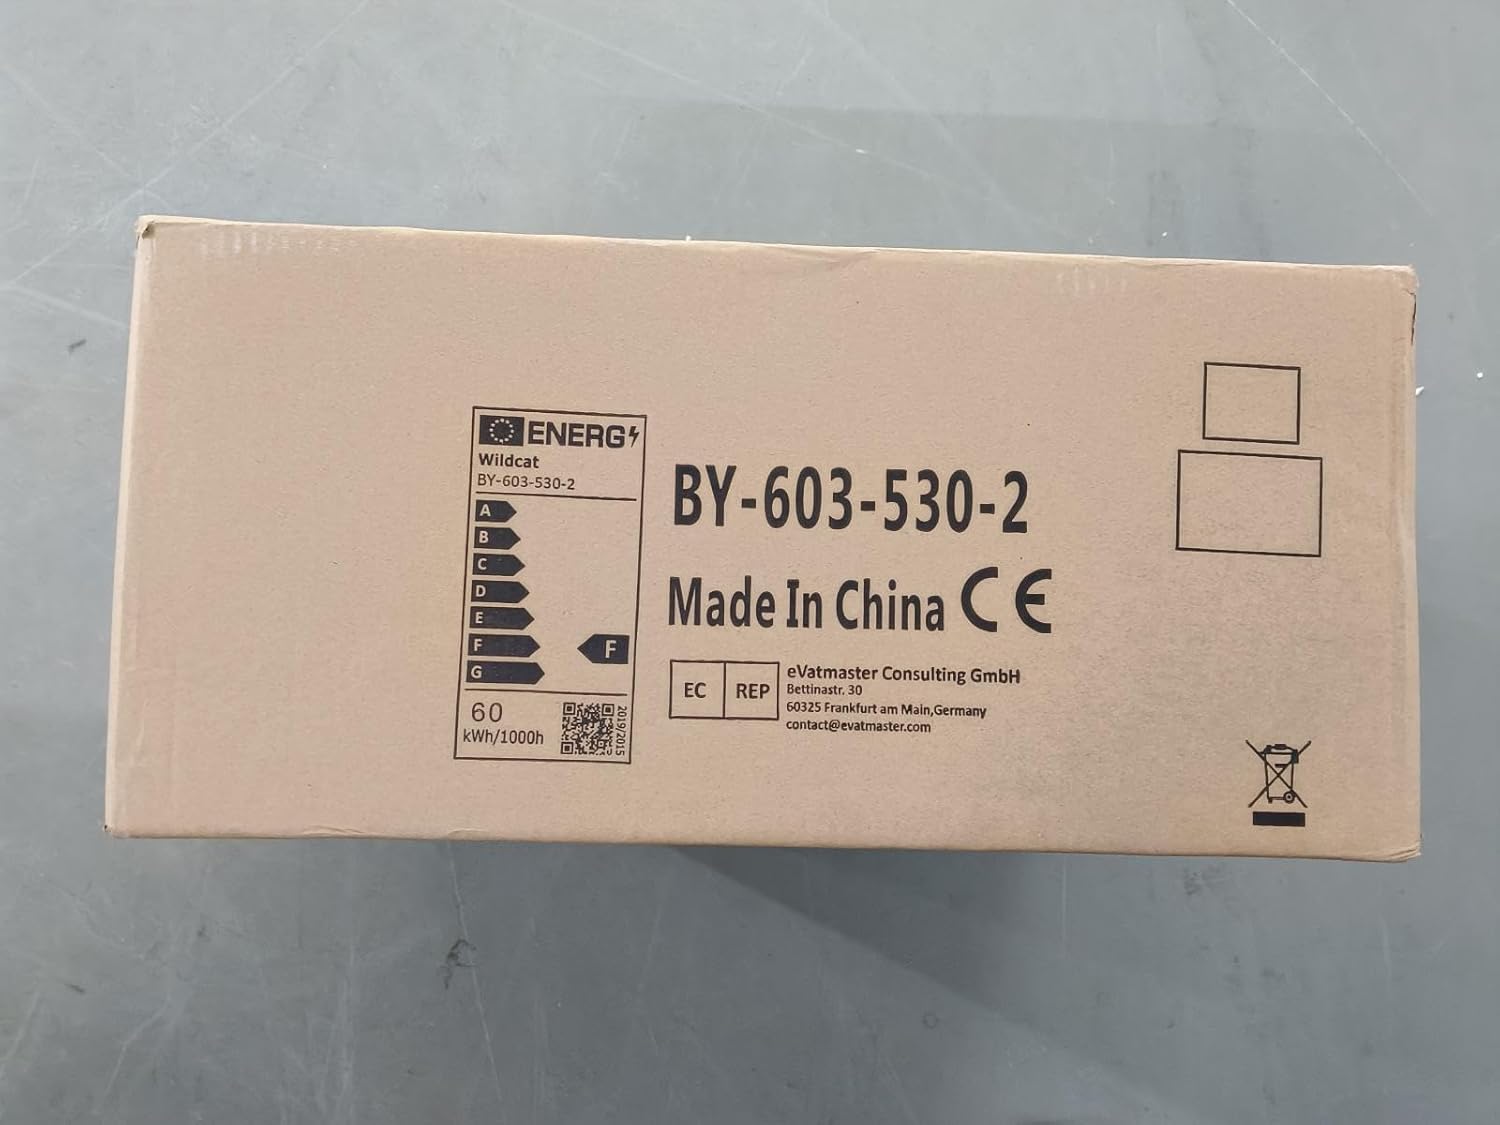 ENERG
Wildcat
BY-603-530-2
A
B
C
D
E
F
F
G
60
kWh/1000h
2019/2015
BY-603-530-2
Made In China CE
EC REP
eVatmaster Consulting GmbH
Bettinastr. 30
60325 Frankfurt am Main,Germany
contact@evatmaster.com